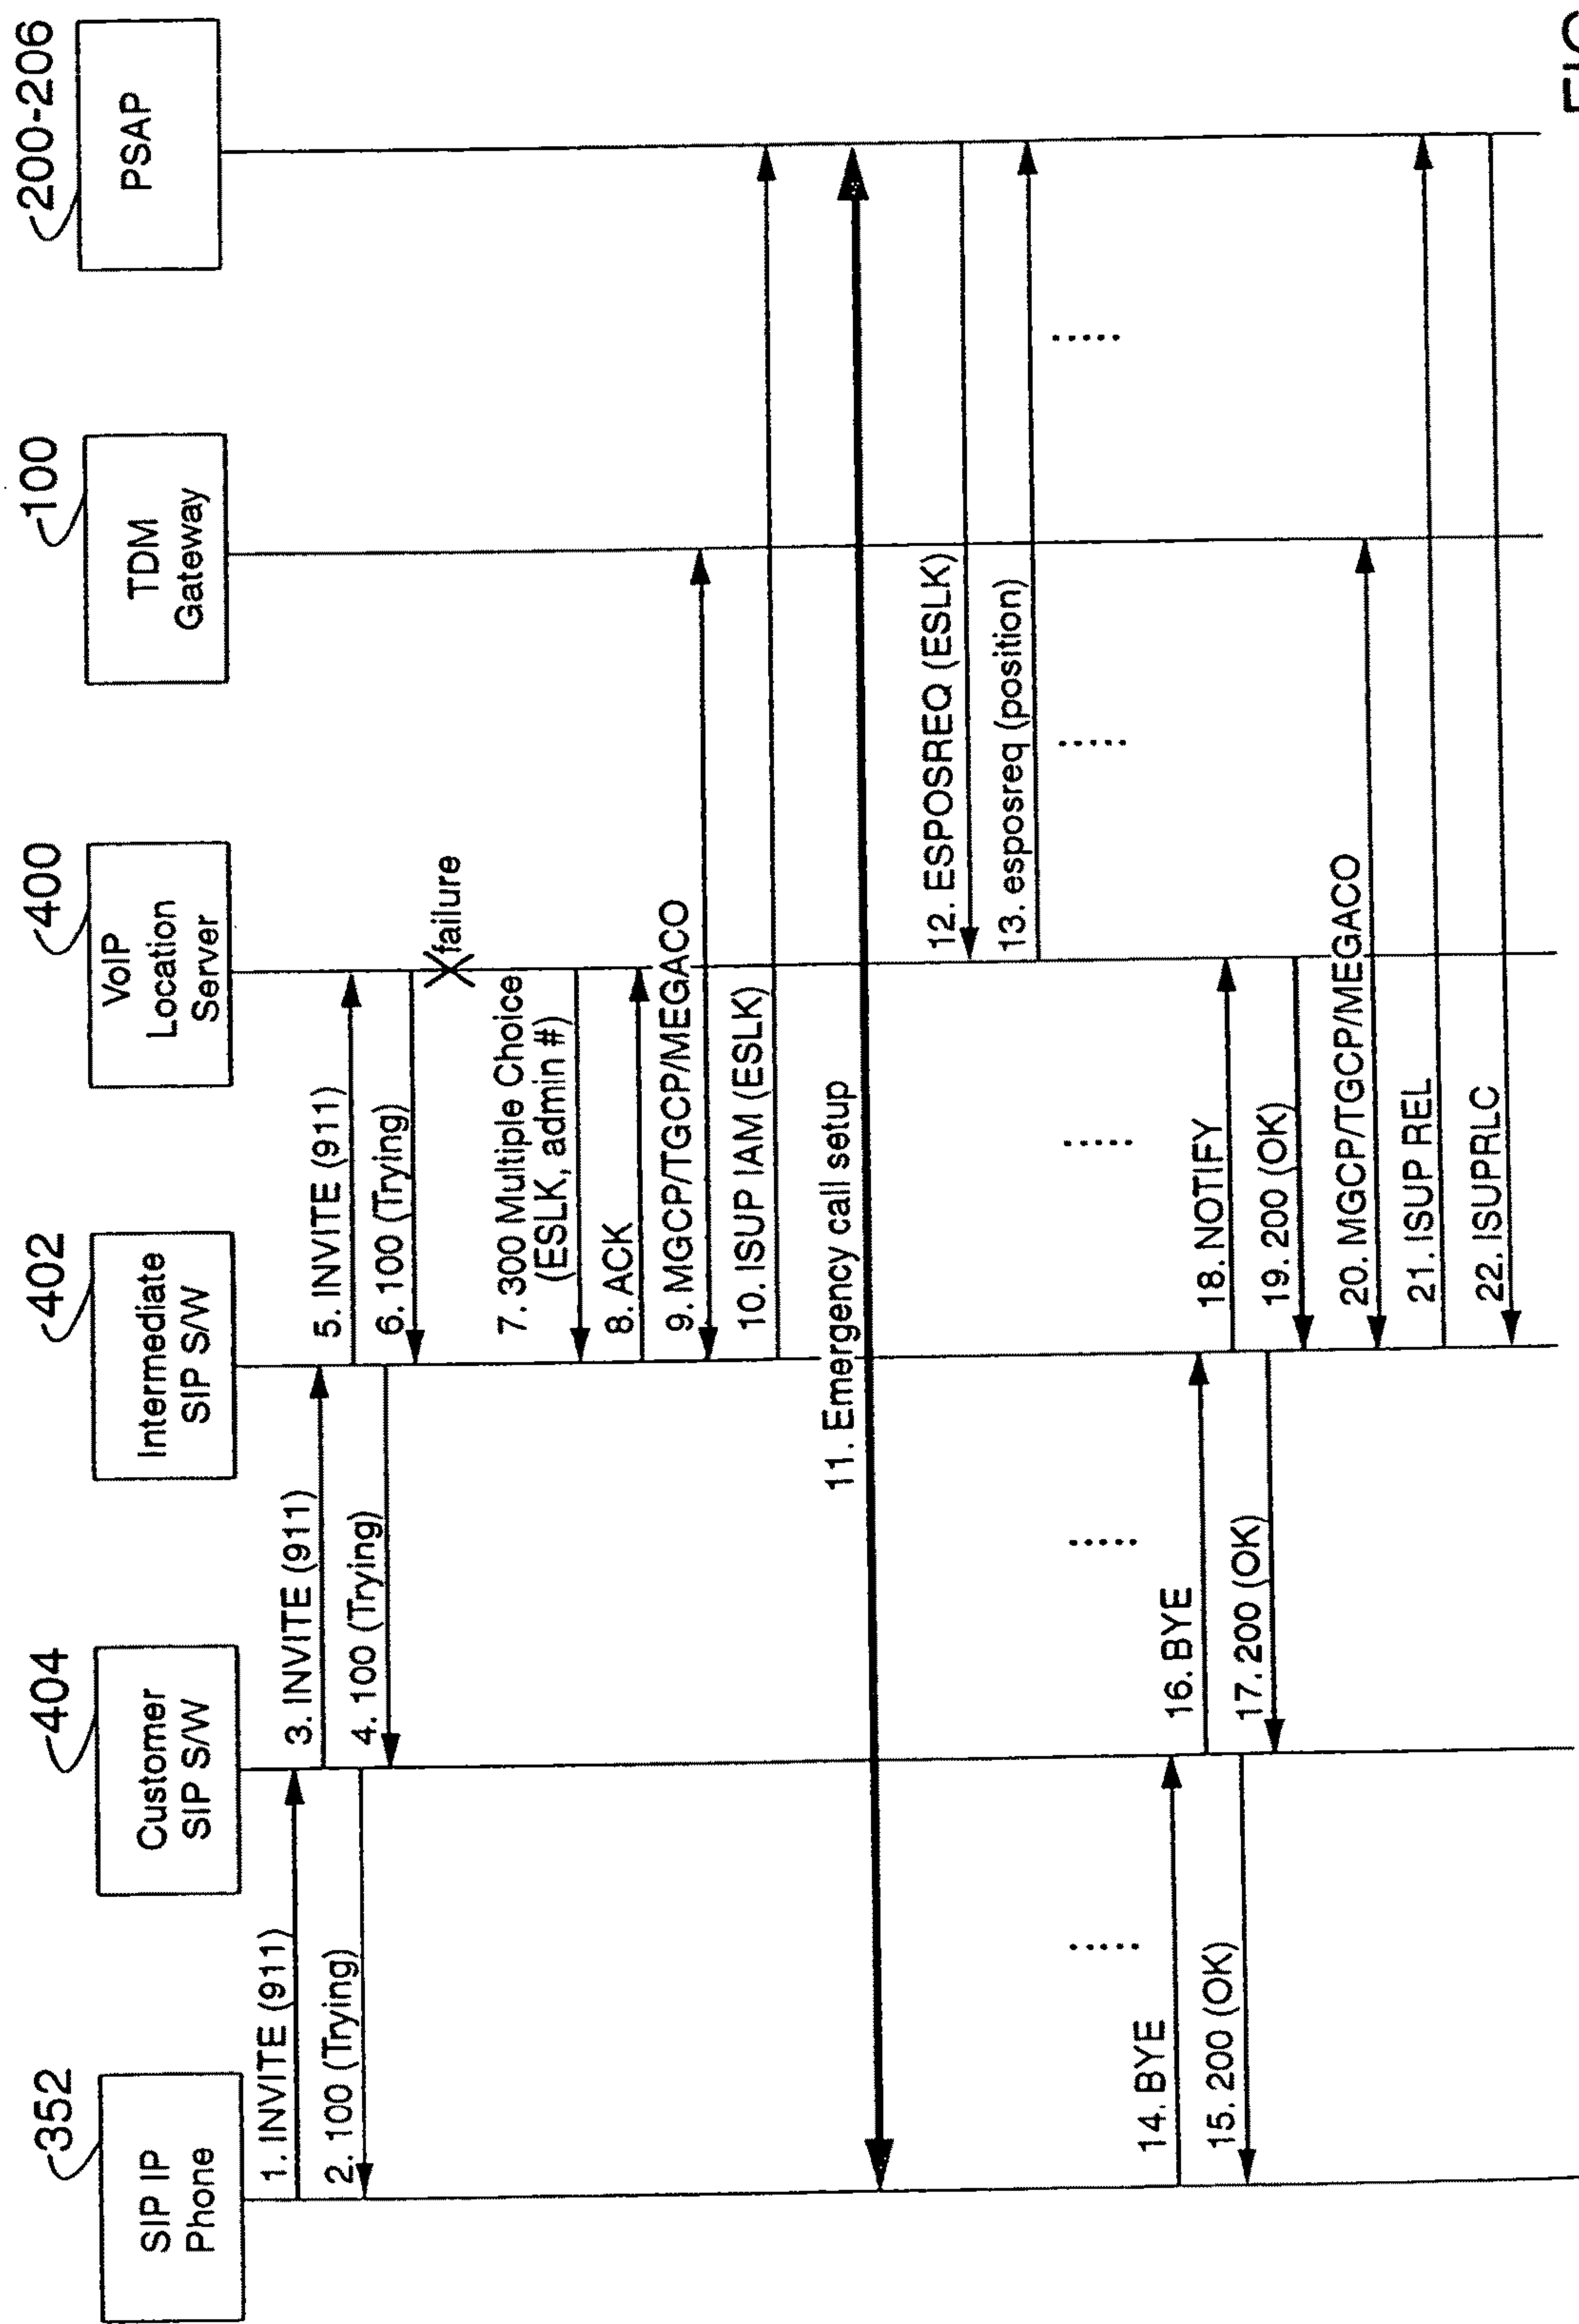 352
SIP IP
Phone
404
Customer
SIP S/W
402
Intermediate
SIP S/W
400
VoIP
Location
Server
100
TDM
Gateway
200-206
PSAP
1. INVITE (911)
2. 100 (Trying)
3. INVITE (911)
4. 100 (Trying)
5. INVITE (911)
6. 100 (Trying)
failure
7. 300 Multiple Choice
(ESLK, admin #)
8. ACK
9. MGCP/TGCP/MEGACO
10. ISUP IAM (ESLK)
11. Emergency call setup
12. ESPOSREQ (ESLK)
13. esposreq (position)
14. BYE
15. 200 (OK)
16. BYE
17. 200 (OK)
18. NOTIFY
19. 200 (OK)
20. MGCP/TGCP/MEGACO
21. ISUP REL
22. ISUPRLC